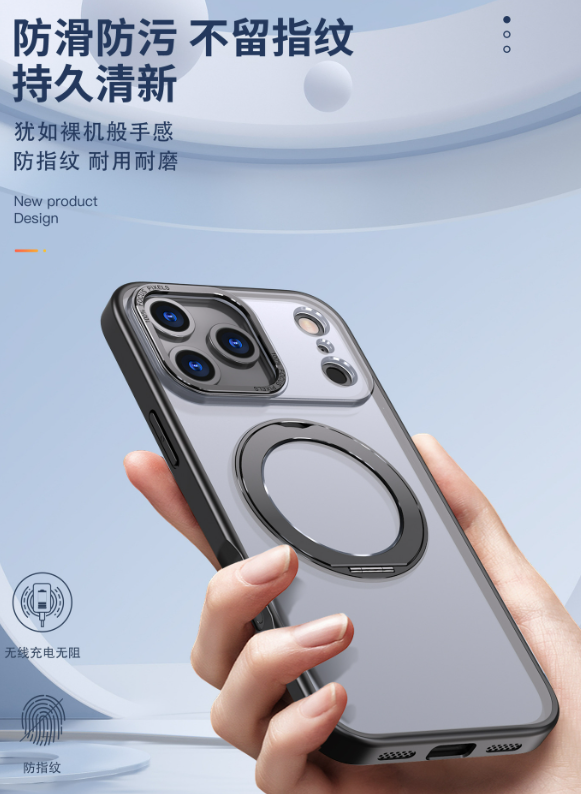 防滑防污 不留指纹
持久清新
犹如裸机般手感
防指纹 耐用耐磨
New product
Design
无线充电无阻
防指纹